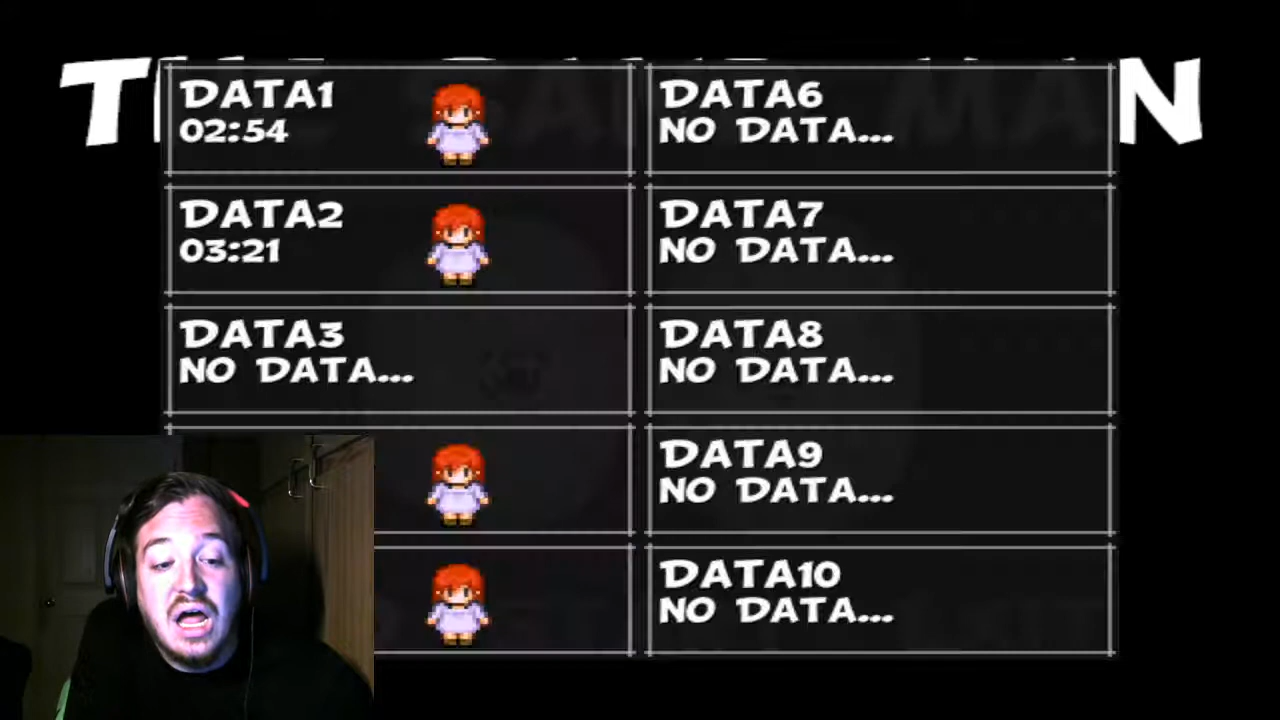 DATA1
02:54
DATA2
03:21
DATA3
NO DATA...
DATA6
NO DATA...
DATA7
NO DATA...
DATA8
NO DATA...
DATA9
NO DATA...
DATA10
NO DATA...